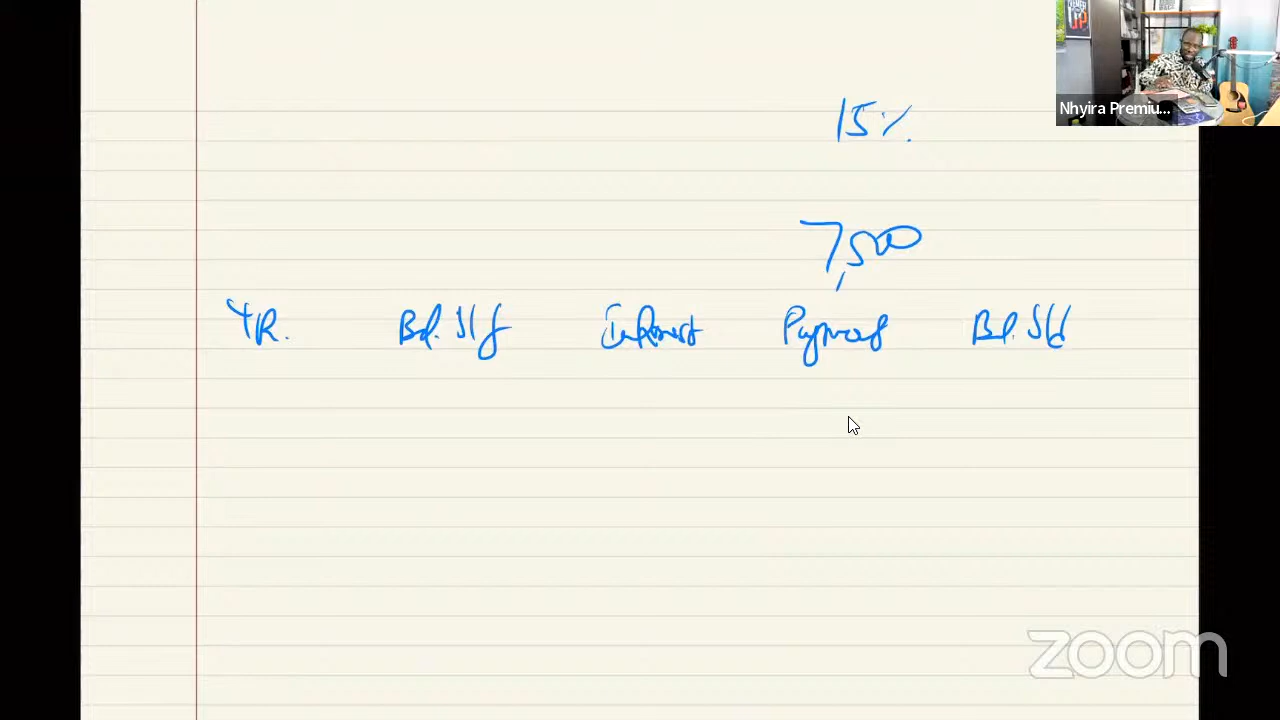 Nhyira Premiu...
15%
7,500
YR. Bal. b/f Interest Payment Bal. b/d
zoom